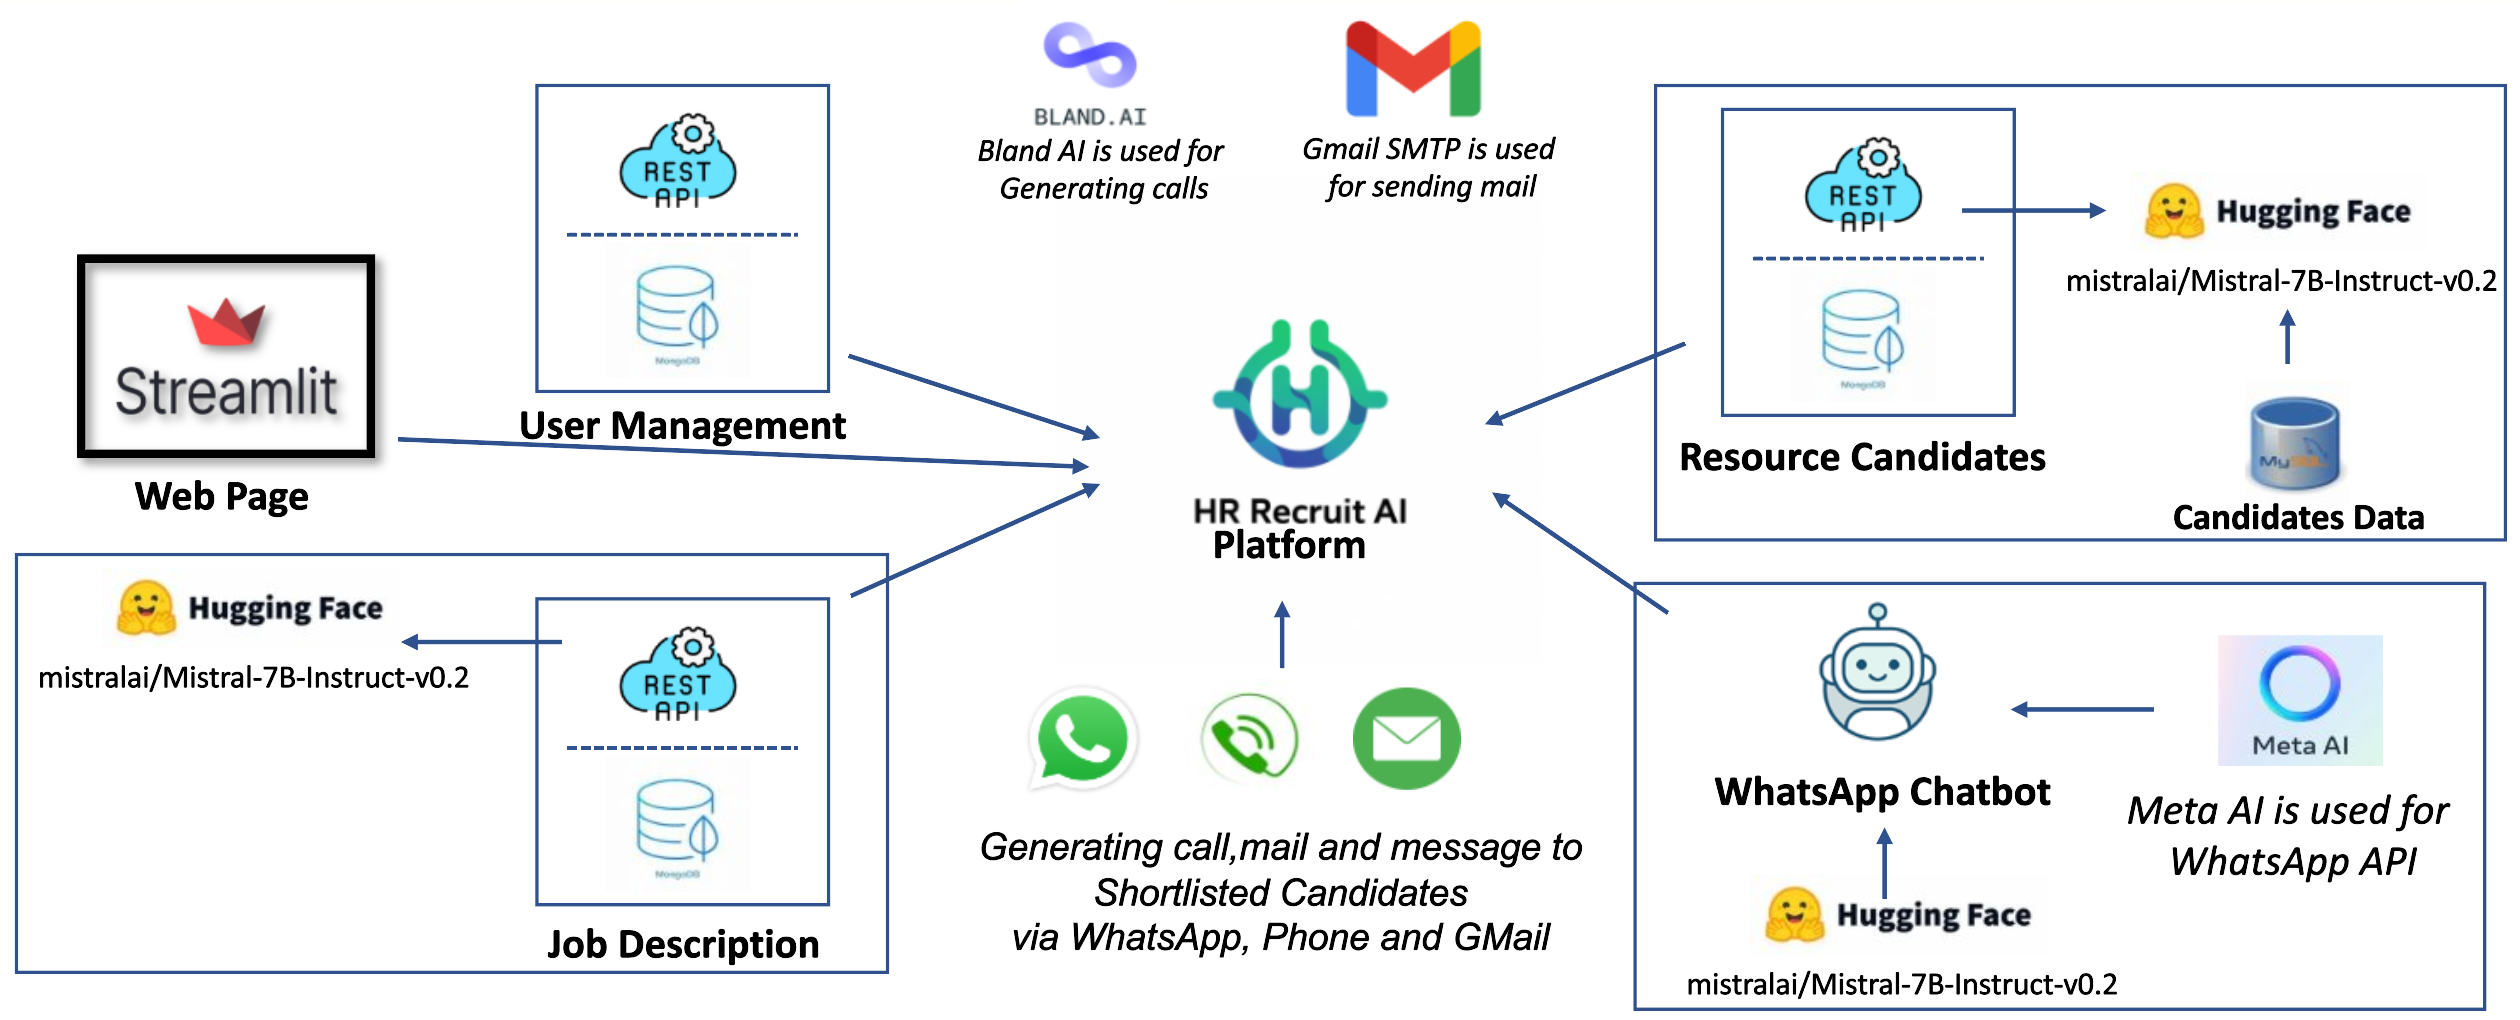 BLAND.AI
Bland AI is used for
Generating calls
Gmail SMTP is used
for sending mail
REST
API
MongoDB
User Management
Streamlit
Web Page
REST
API
MongoDB
Resource Candidates
Hugging Face
mistralai/Mistral-7B-Instruct-v0.2
MySQL
Candidates Data
HR Recruit AI
Platform
Hugging Face
mistralai/Mistral-7B-Instruct-v0.2
REST
API
MongoDB
Job Description
Generating call,mail and message to
Shortlisted Candidates
via WhatsApp, Phone and GMail
WhatsApp Chatbot
Meta AI
Meta AI is used for
WhatsApp API
Hugging Face
mistralai/Mistral-7B-Instruct-v0.2